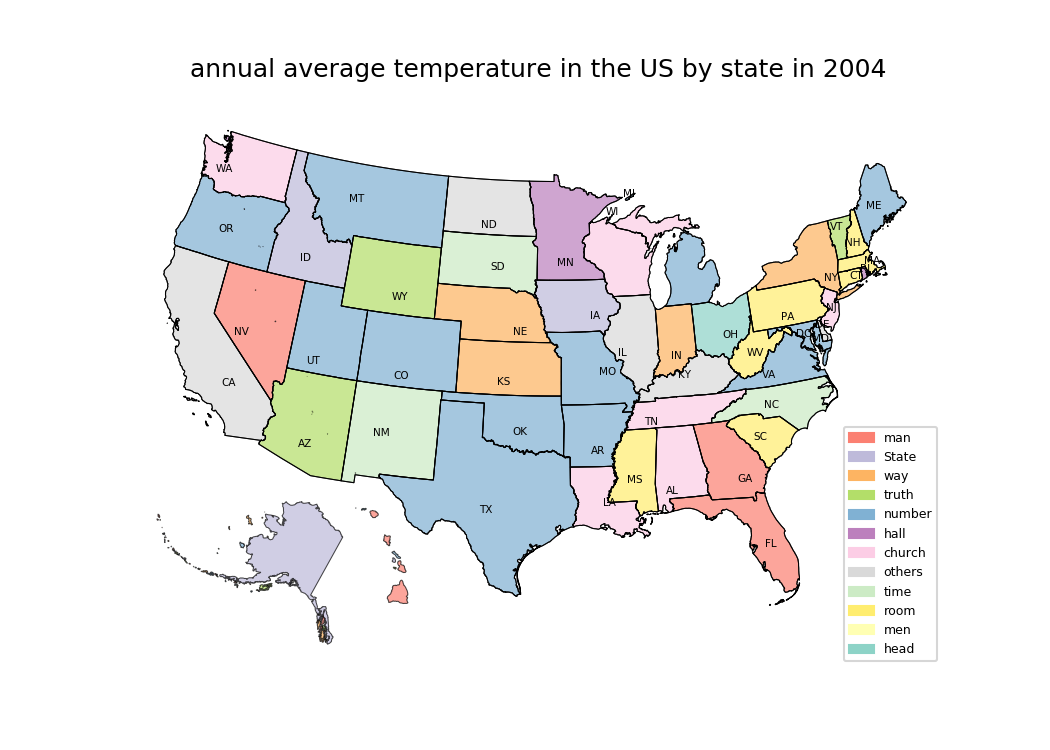 annual average temperature in the US by state in 2004
WA
MT
ND
MN
WI
MI
ME
OR
ID
SD
WY
VT
NH
MA
CT
NY
NV
UT
CO
NE
IA
IL
IN
OH
PA
NJ
DE
DC
MD
CA
AZ
NM
KS
MO
KY
WV
VA
OK
AR
TN
NC
SC
TX
LA
MS
AL
GA
FL
man
State
way
truth
number
hall
church
others
time
room
men
head